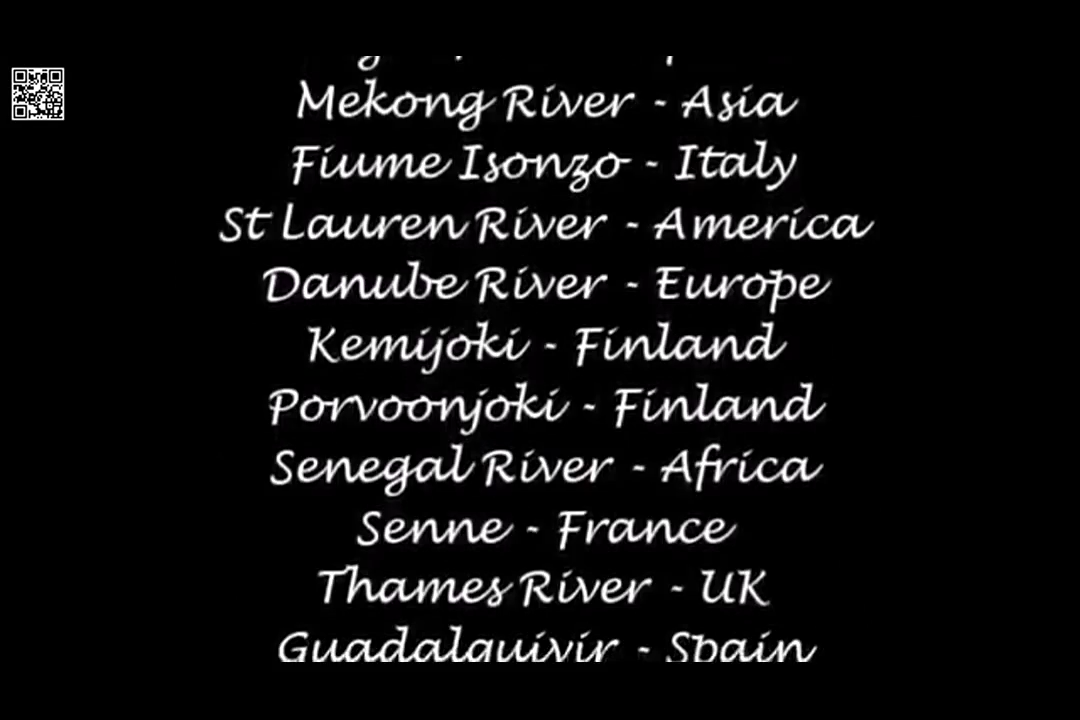 Mekong River - Asia
Fiume Isonzo - Italy
St Lauren River - America
Danube River - Europe
Kemijoki - Finland
Porvoonjoki - Finland
Senegal River - Africa
Senne - France
Thames River - UK
Guadalquivir - Spain